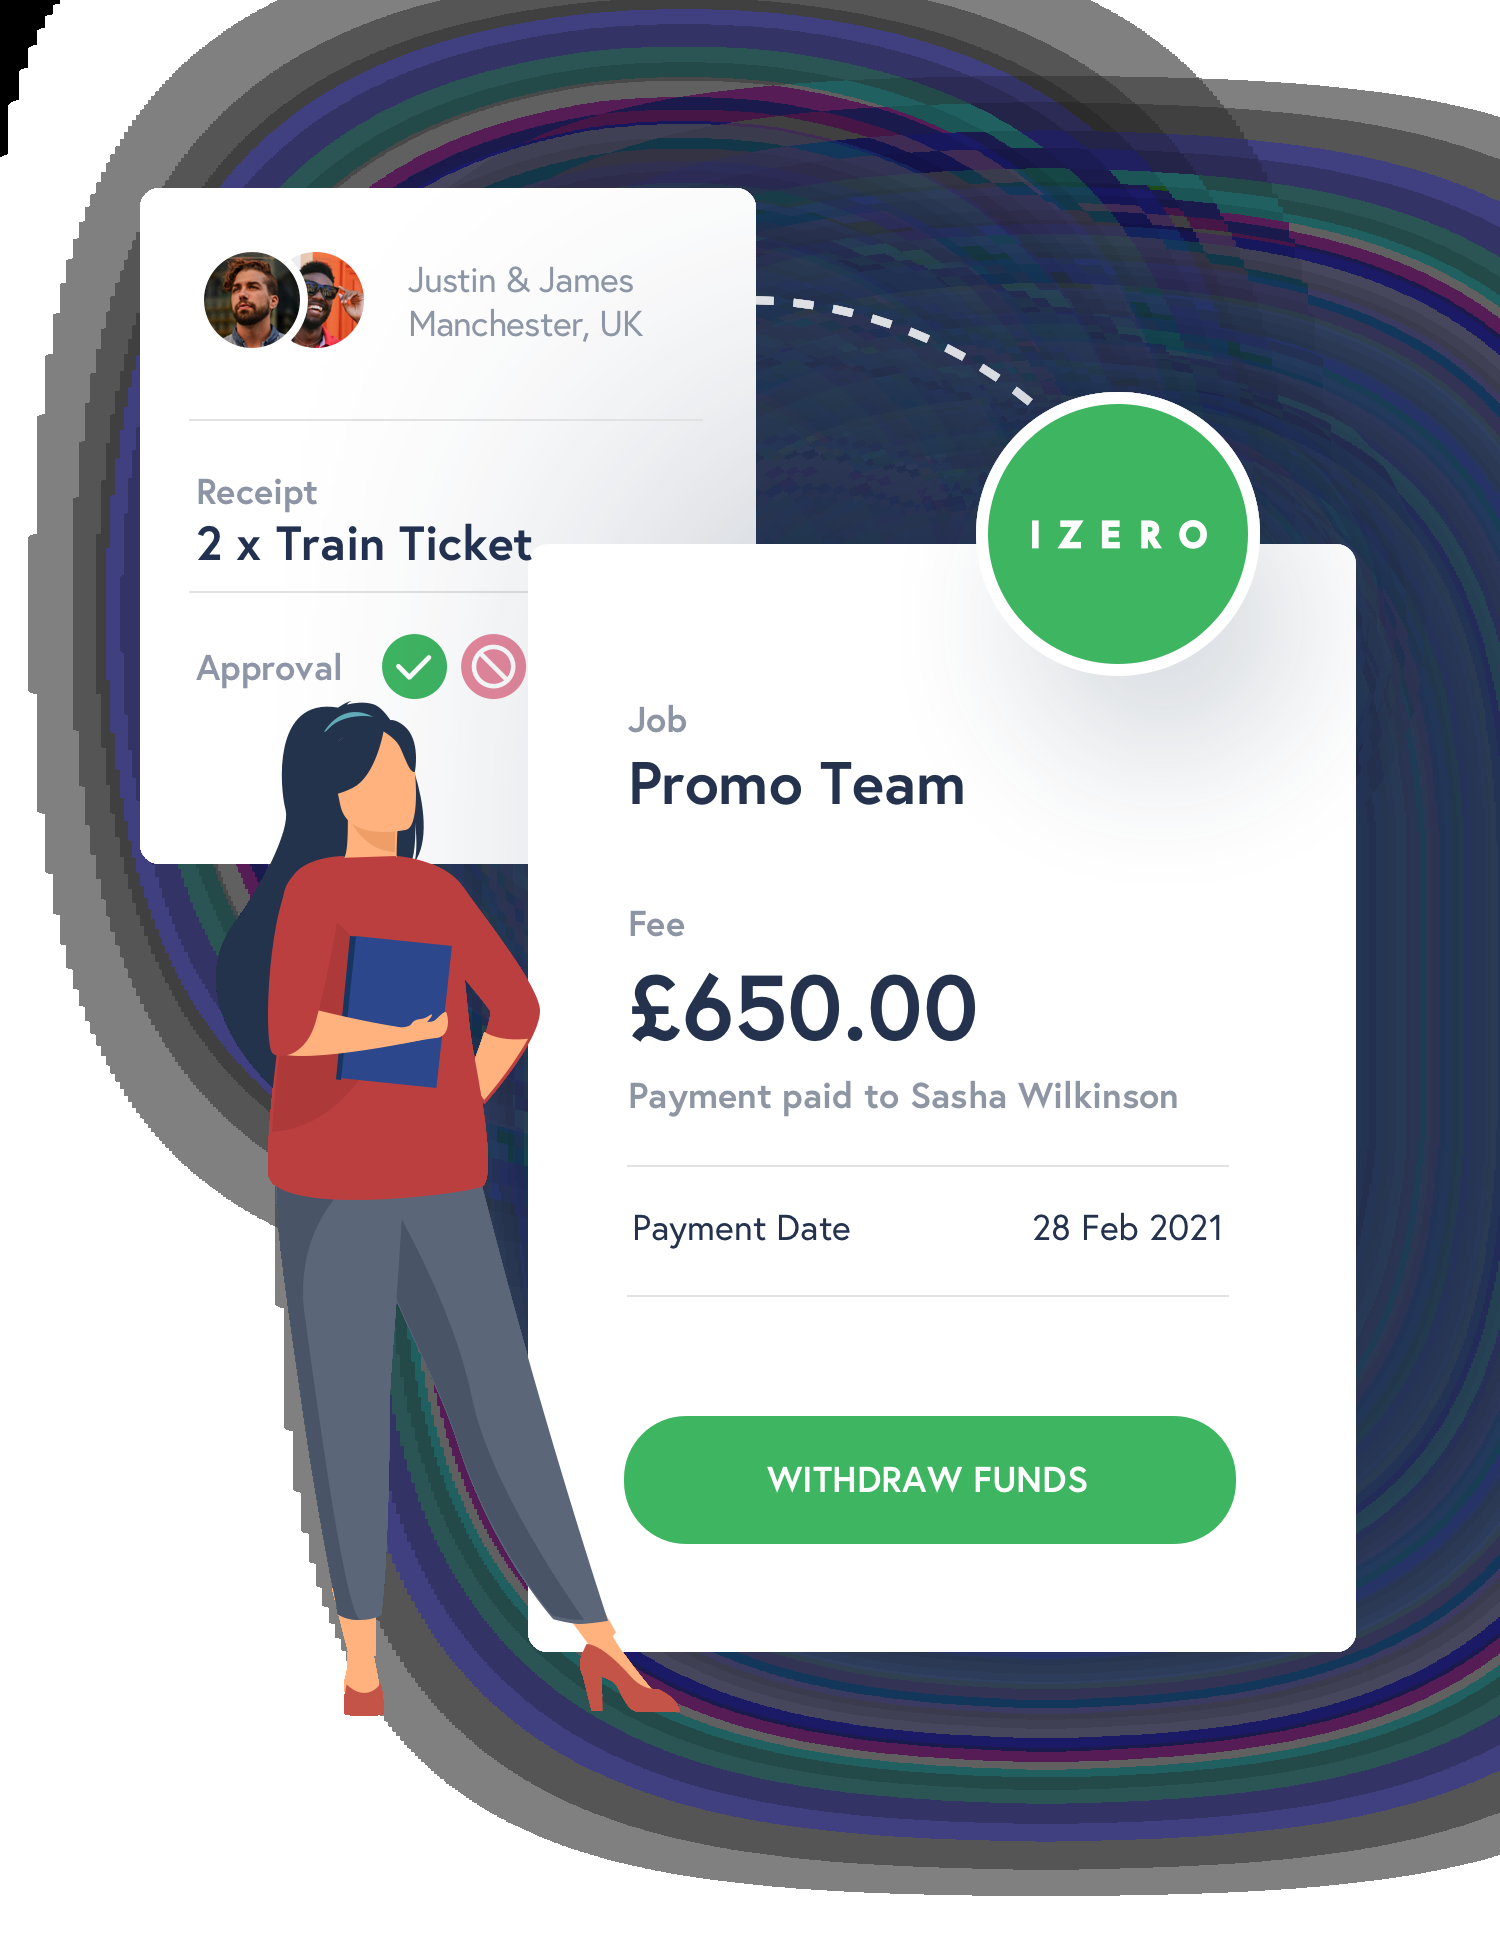 Justin & James
Manchester, UK
Receipt
2 x Train Ticket
Approval
IZERO
Job
Promo Team
Fee
£650.00
Payment paid to Sasha Wilkinson
Payment Date 28 Feb 2021
WITHDRAW FUNDS